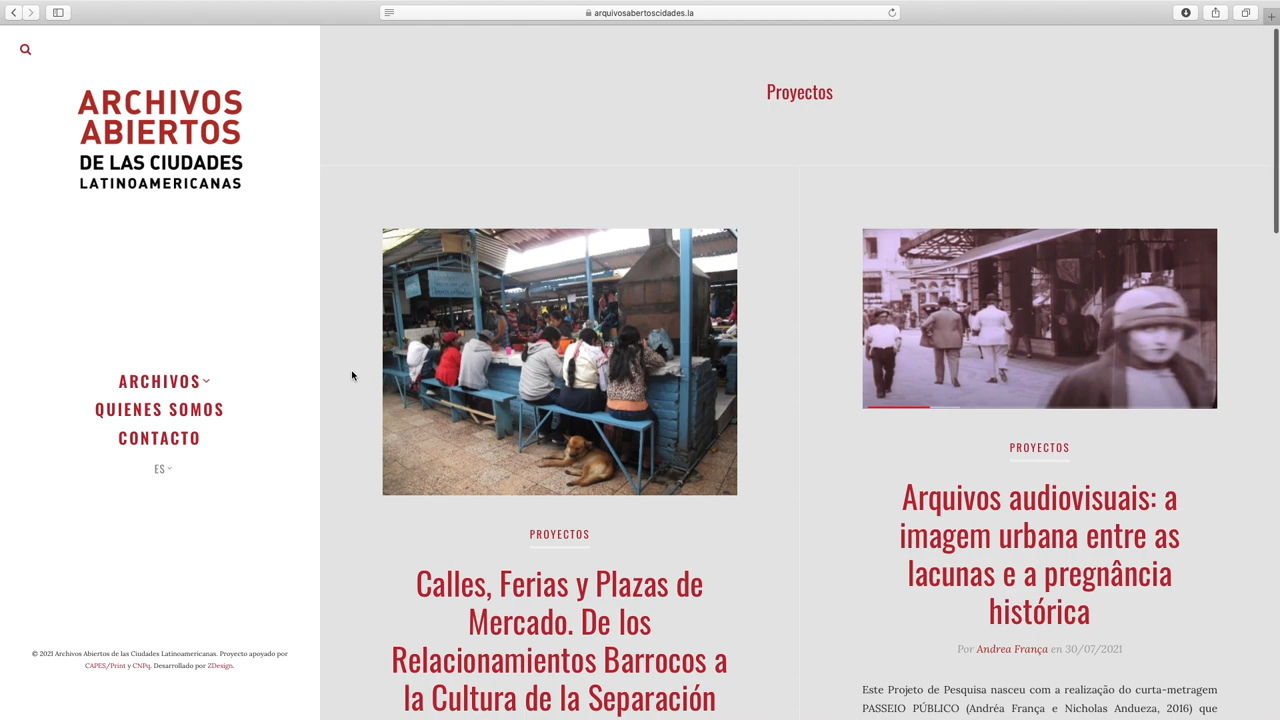 arquivosabertoscidades.la
ARCHIVOS
ABIERTOS
DE LAS CIUDADES
LATINOAMERICANAS
ARCHIVOS
QUIENES SOMOS
CONTACTO
ES
© 2021 Archivos Abiertos de las Ciudades Latinoamericanas. Proyecto apoyado por
CAPES/Print y CNPq. Desarrollado por ZDesign.
Proyectos
PROYECTOS
Calles, Ferias y Plazas de
Mercado. De los
Relacionamientos Barrocos a
la Cultura de la Separación
PROYECTOS
Arquivos audiovisuais: a
imagem urbana entre as
lacunas e a pregnância
histórica
Por Andrea França en 30/07/2021
Este Projeto de Pesquisa nasceu com a realização do curta-metragem
PASSEIO PÚBLICO (Andréa França e Nicholas Andueza, 2016) que